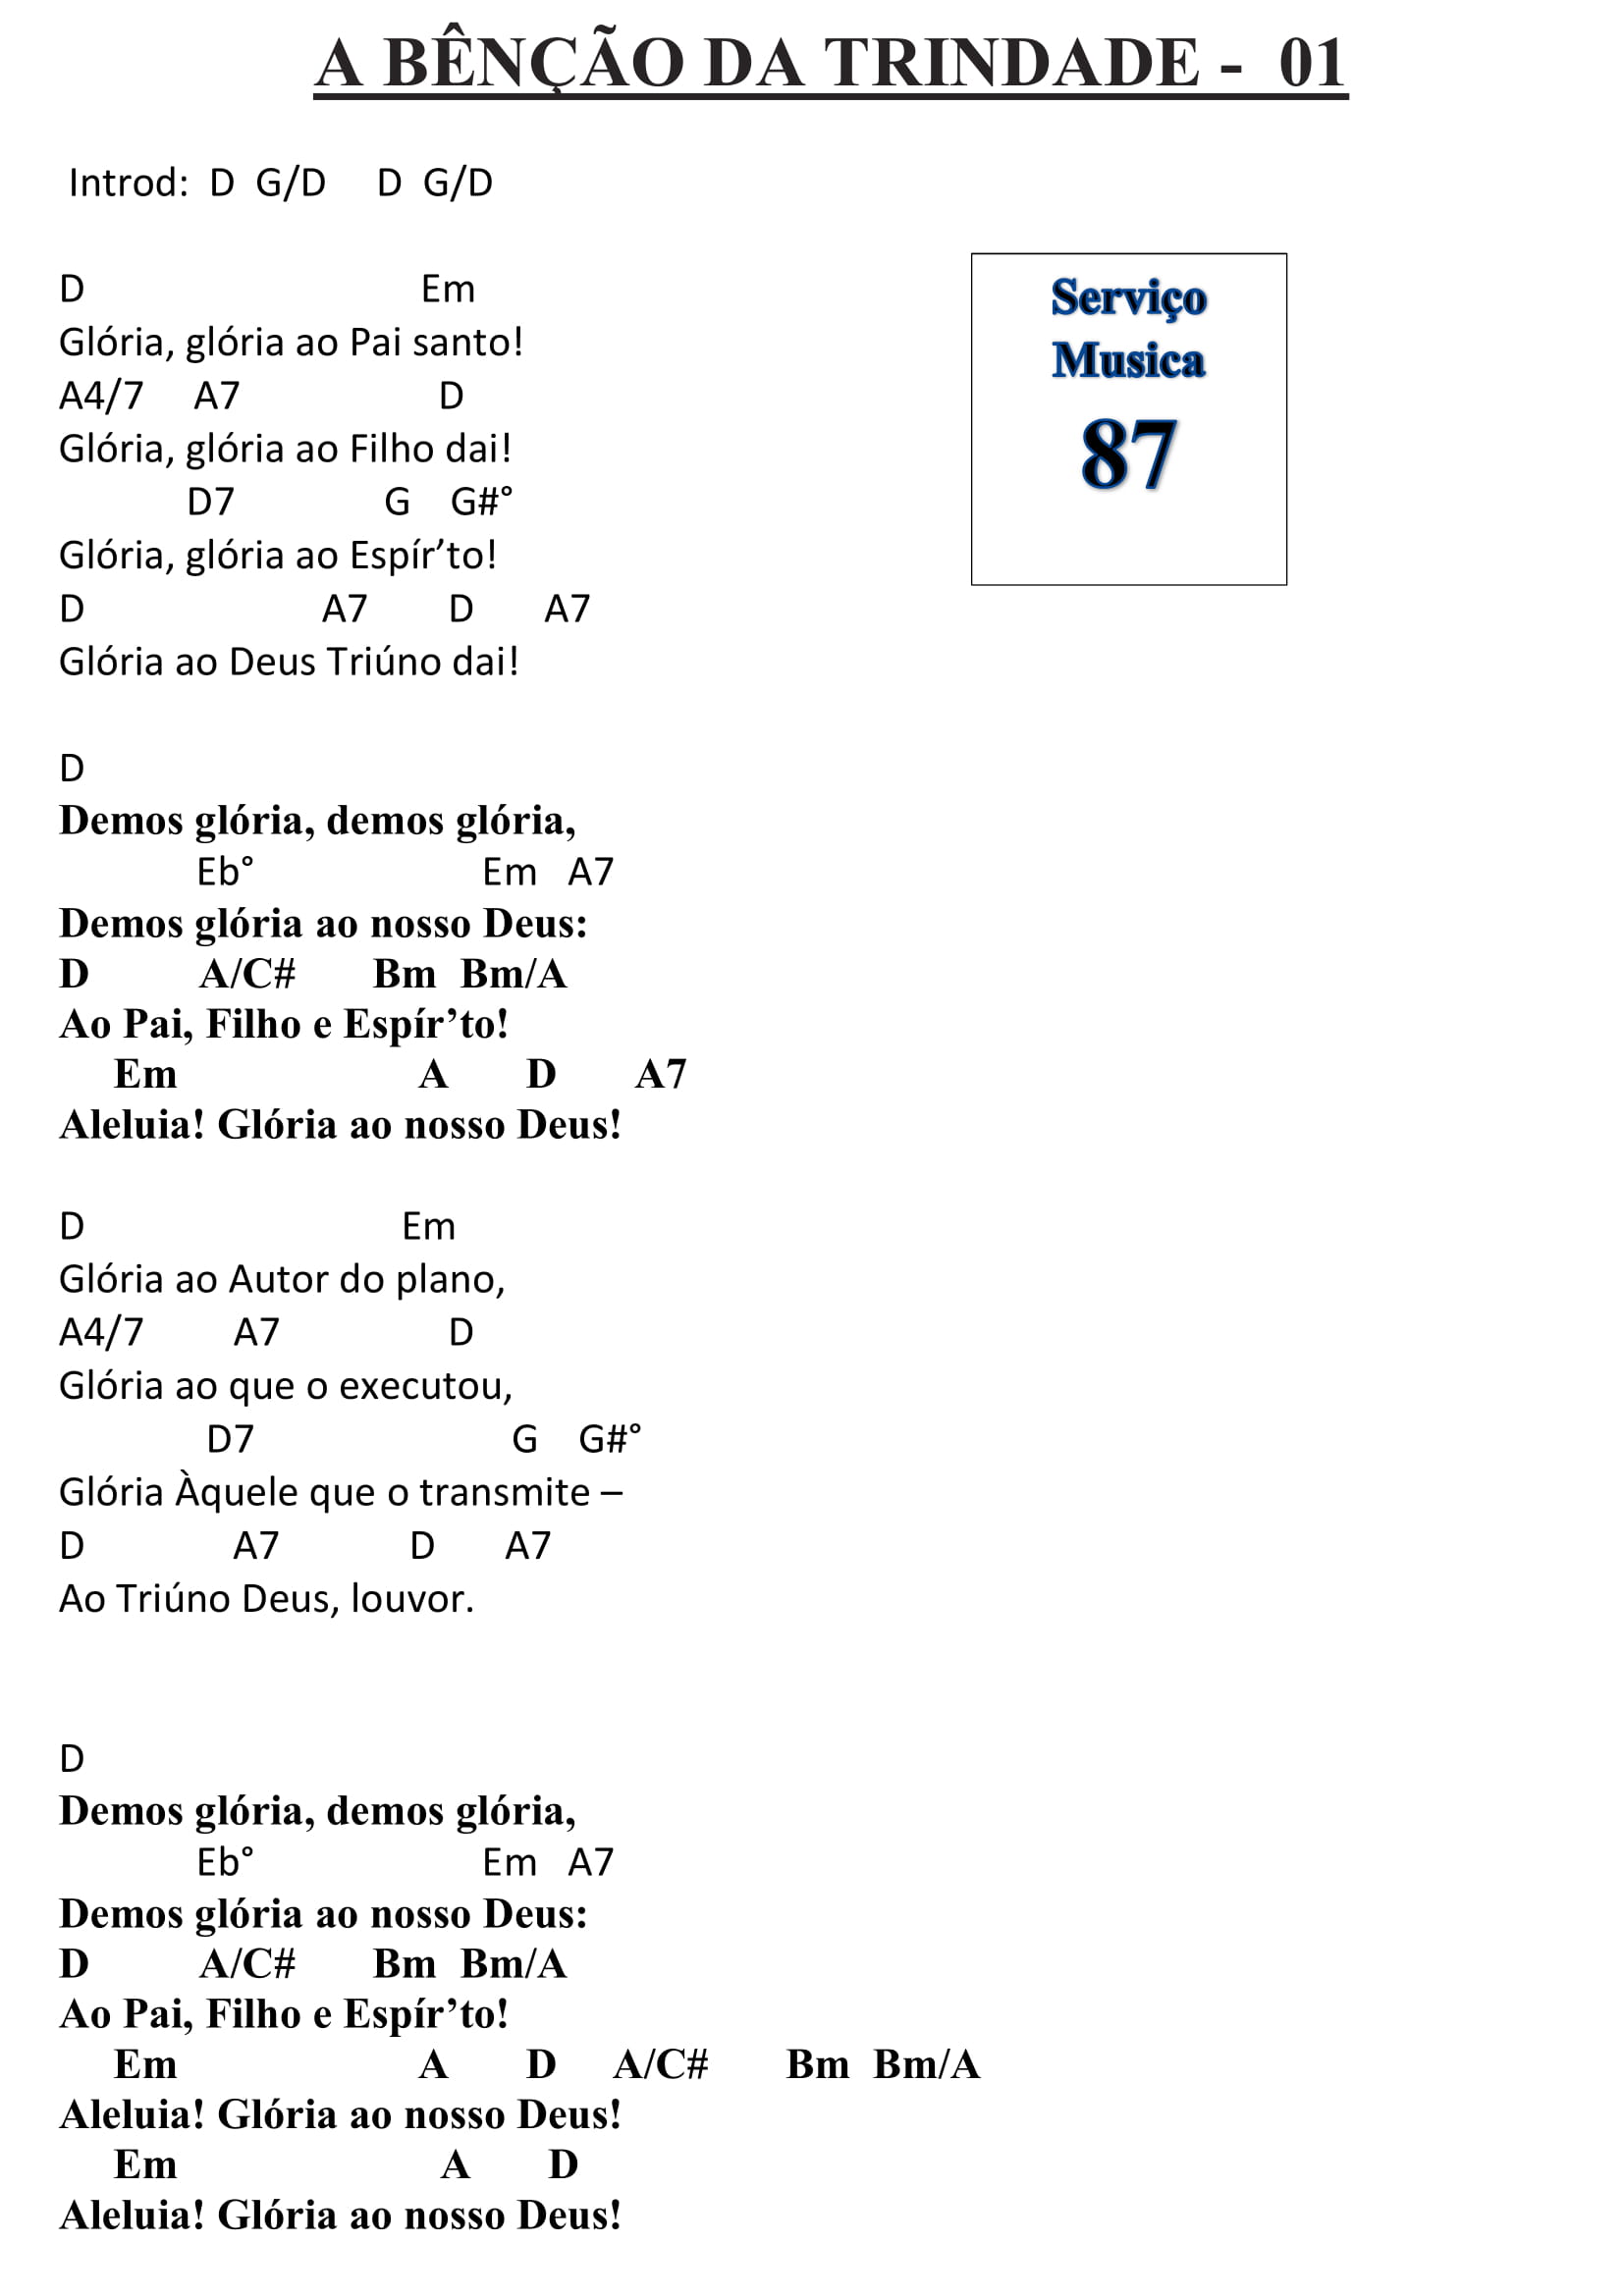 A BÊNÇÃO DA TRINDADE - 01
Introd: D G/D D G/D
D Em
Glória, glória ao Pai santo!
A4/7 A7 D
Glória, glória ao Filho dai!
D7 G G#°
Glória, glória ao Espír’to!
D A7 D A7
Glória ao Deus Triúno dai!
Serviço
Musica
87
D
Demos glória, demos glória,
Eb° Em A7
Demos glória ao nosso Deus:
D A/C# Bm Bm/A
Ao Pai, Filho e Espír’to!
Em A D A7
Aleluia! Glória ao nosso Deus!
D Em
Glória ao Autor do plano,
A4/7 A7 D
Glória ao que o executou,
D7 G G#°
Glória Àquele que o transmite –
D A7 D A7
Ao Triúno Deus, louvor.
D
Demos glória, demos glória,
Eb° Em A7
Demos glória ao nosso Deus:
D A/C# Bm Bm/A
Ao Pai, Filho e Espír’to!
Em A D A/C# Bm Bm/A
Aleluia! Glória ao nosso Deus!
Em A D
Aleluia! Glória ao nosso Deus!